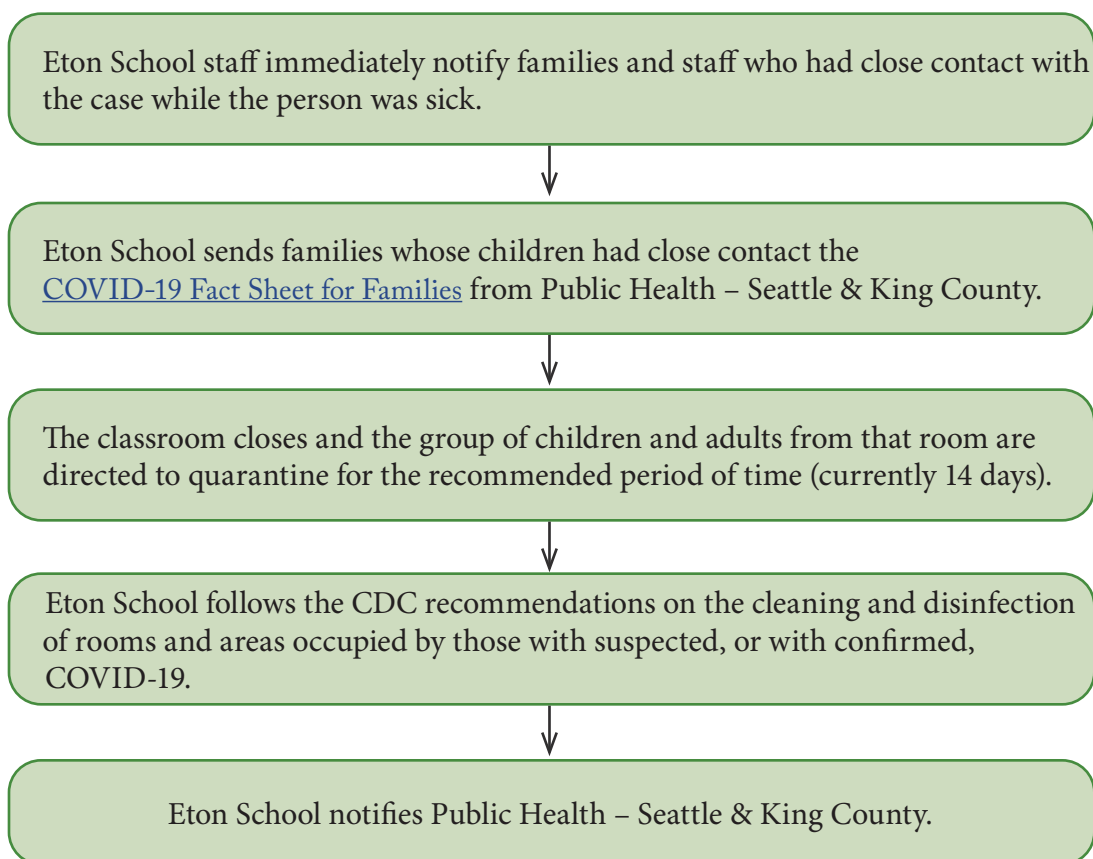 Eton School staff immediately notify families and staff who had close contact with
the case while the person was sick.
Eton School sends families whose children had close contact the
COVID-19 Fact Sheet for Families from Public Health – Seattle & King County.
The classroom closes and the group of children and adults from that room are
directed to quarantine for the recommended period of time (currently 14 days).
Eton School follows the CDC recommendations on the cleaning and disinfection
of rooms and areas occupied by those with suspected, or with confirmed,
COVID-19.
Eton School notifies Public Health – Seattle & King County.